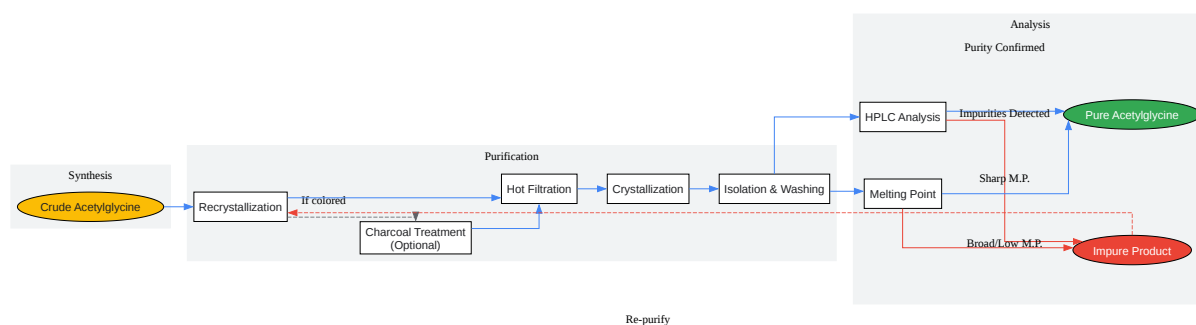 Analysis
Purity Confirmed
HPLC Analysis
Impurities Detected
Pure Acetylglycine
Purification
Synthesis
Hot Filtration
Crystallization
Isolation & Washing
Melting Point
Sharp M.P.
Crude Acetylglycine
Recrystallization
If colored
Charcoal Treatment
(Optional)
Broad/Low M.P.
Impure Product
Re-purify